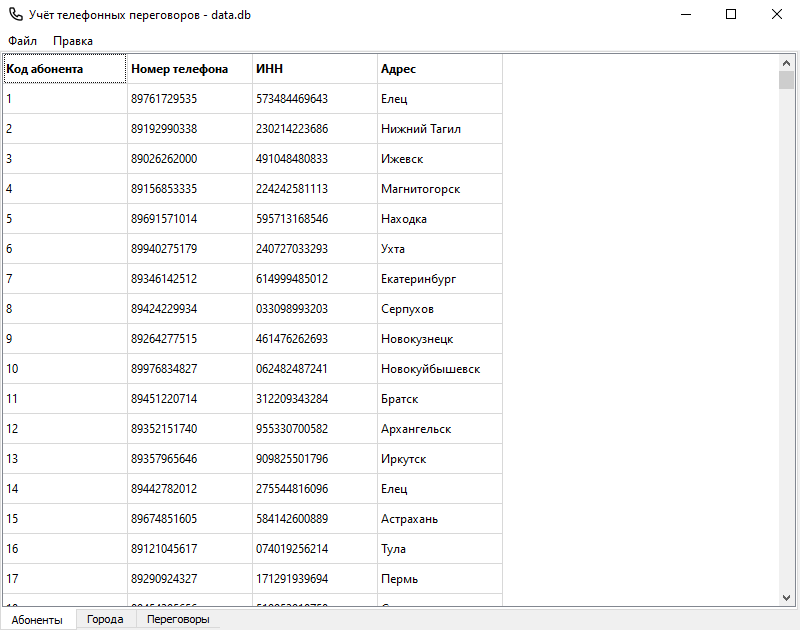 Учёт телефонных переговоров - data.db
Файл Правка
Код абонента Номер телефона ИНН Адрес
1 89761729535 573484469643 Елец
2 89192990338 230214223686 Нижний Тагил
3 89026262000 491048480833 Ижевск
4 89156853335 224242581113 Магнитогорск
5 89691571014 595713168546 Находка
6 89940275179 240727033293 Ухта
7 89346142512 614999485012 Екатеринбург
8 89424229934 033098993203 Серпухов
9 89264277515 461476262693 Новокузнецк
10 89976834827 062482487241 Новокуйбышевск
11 89451220714 312209343284 Братск
12 89352151740 955330700582 Архангельск
13 89357965646 909825501796 Иркутск
14 89442782012 275544816096 Елец
15 89674851605 584142600889 Астрахань
16 89121045617 074019256214 Тула
17 89290924327 171291939694 Пермь
Абоненты Города Переговоры